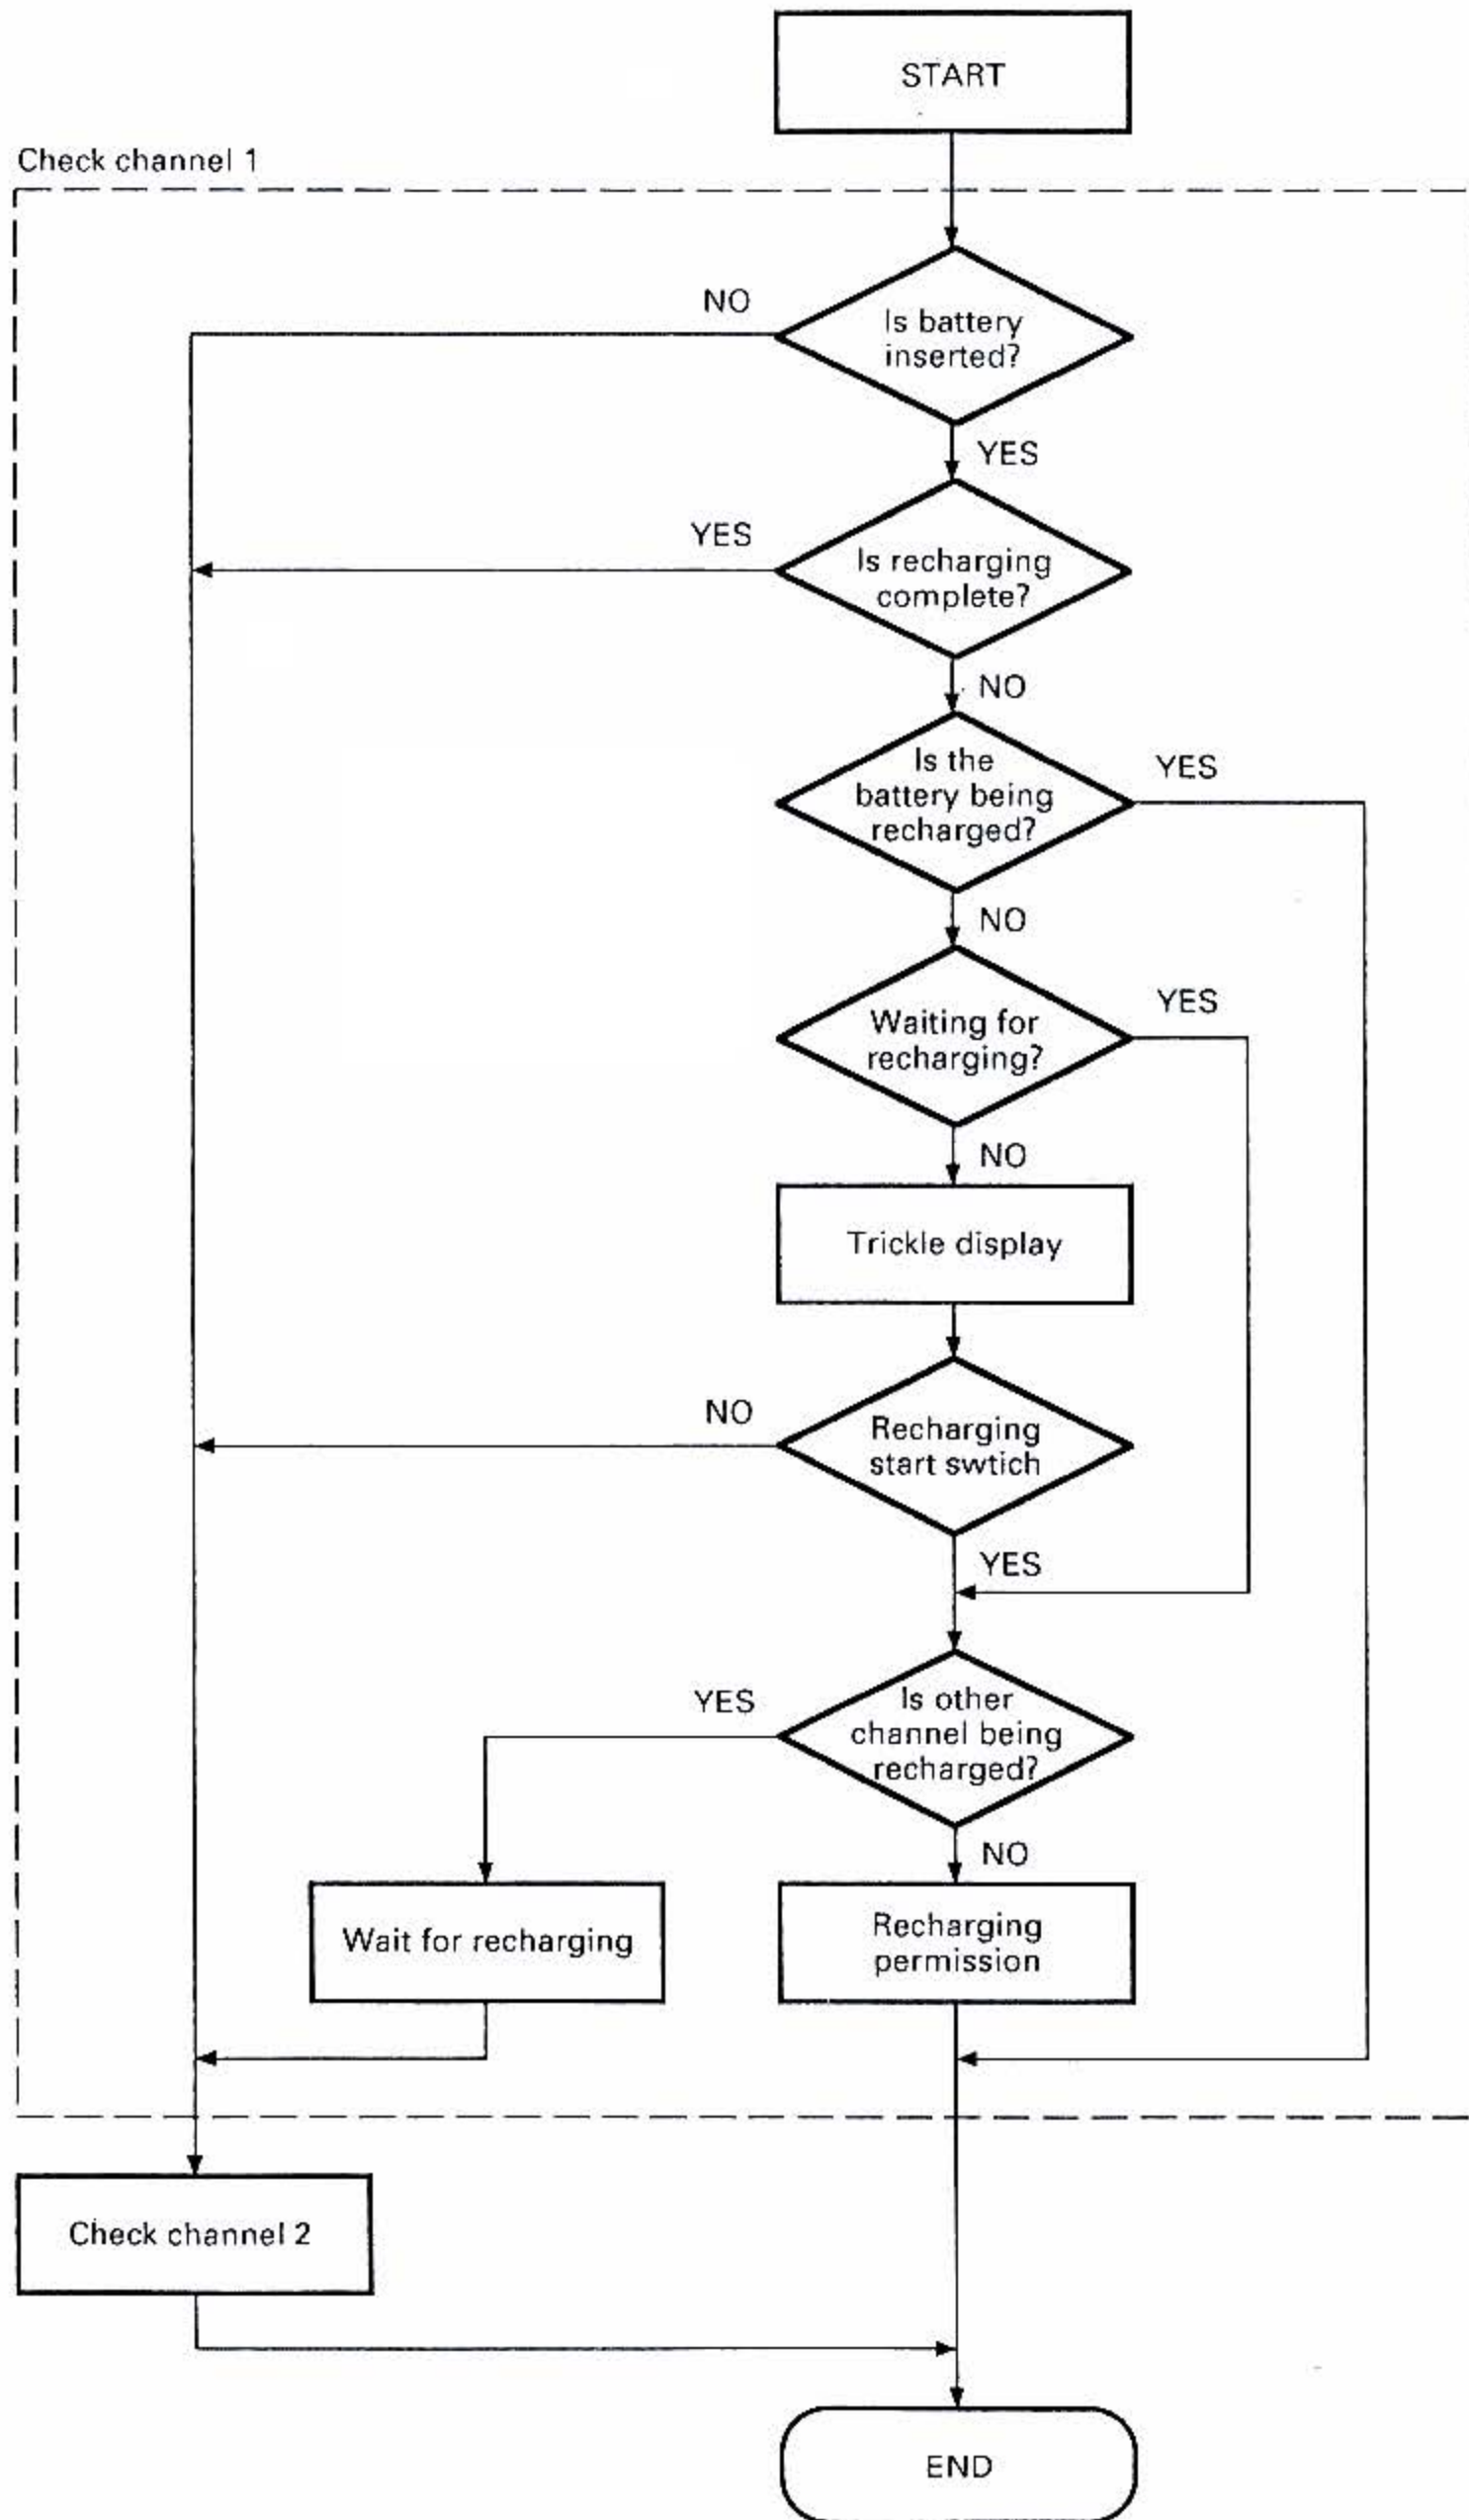 START
Check channel 1
NO
Is battery
inserted?
YES
YES
Is recharging
complete?
NO
Is the
battery being
recharged?
YES
NO
Waiting for
recharging?
YES
NO
Trickle display
NO
Recharging
start swtich
YES
YES
Is other
channel being
recharged?
NO
Wait for recharging
Recharging
permission
Check channel 2
END